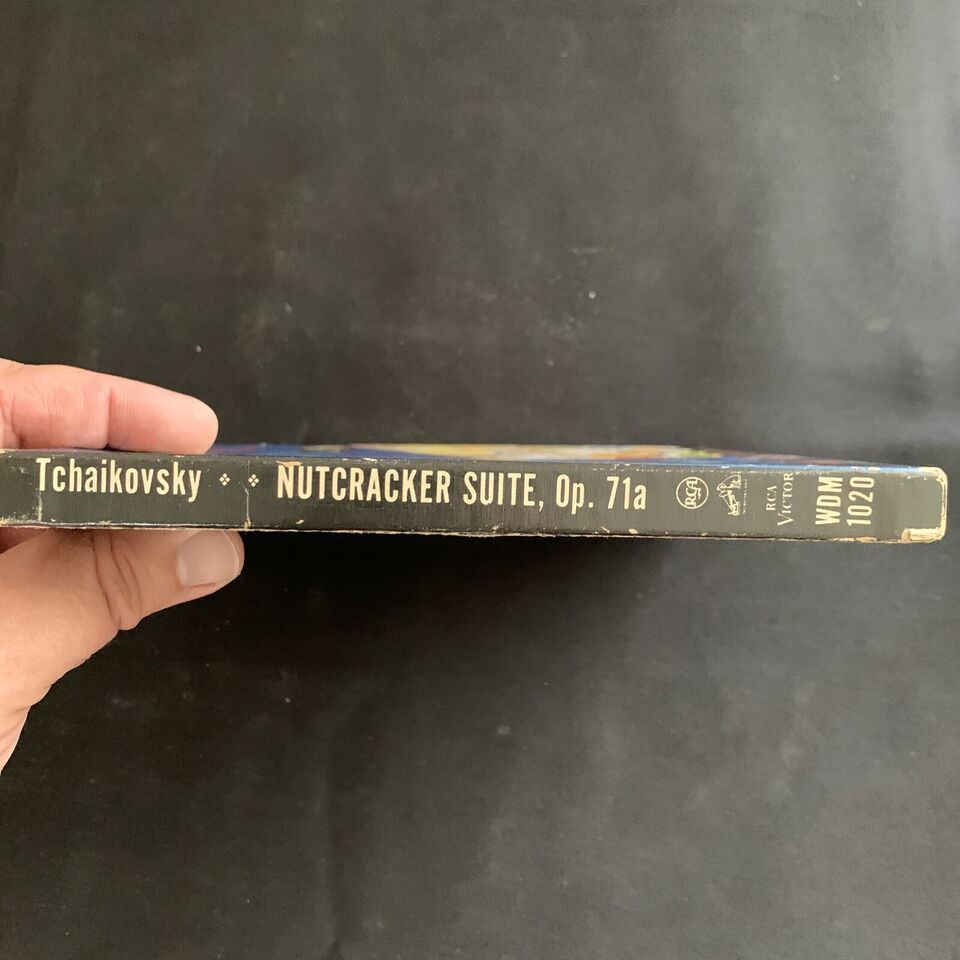 Tchaikovsky NUTCRACKER SUITE, Op. 71a
RCA
RCA
VICTOR
WDM
1020